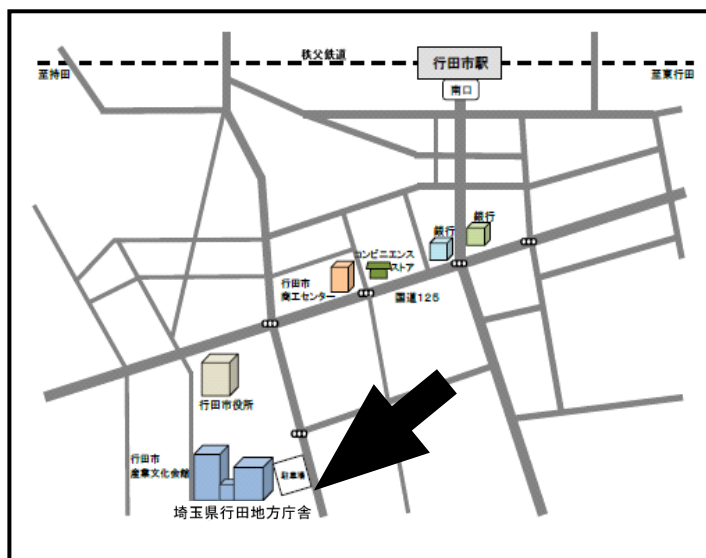 秩父鉄道
行田市駅
至持田
至東行田
南口
銀行
銀行
コンビニエンス
ストア
行田市
商工センター
国道125
行田市役所
行田市
産業文化会館
駐車場
埼玉県行田地方庁舎